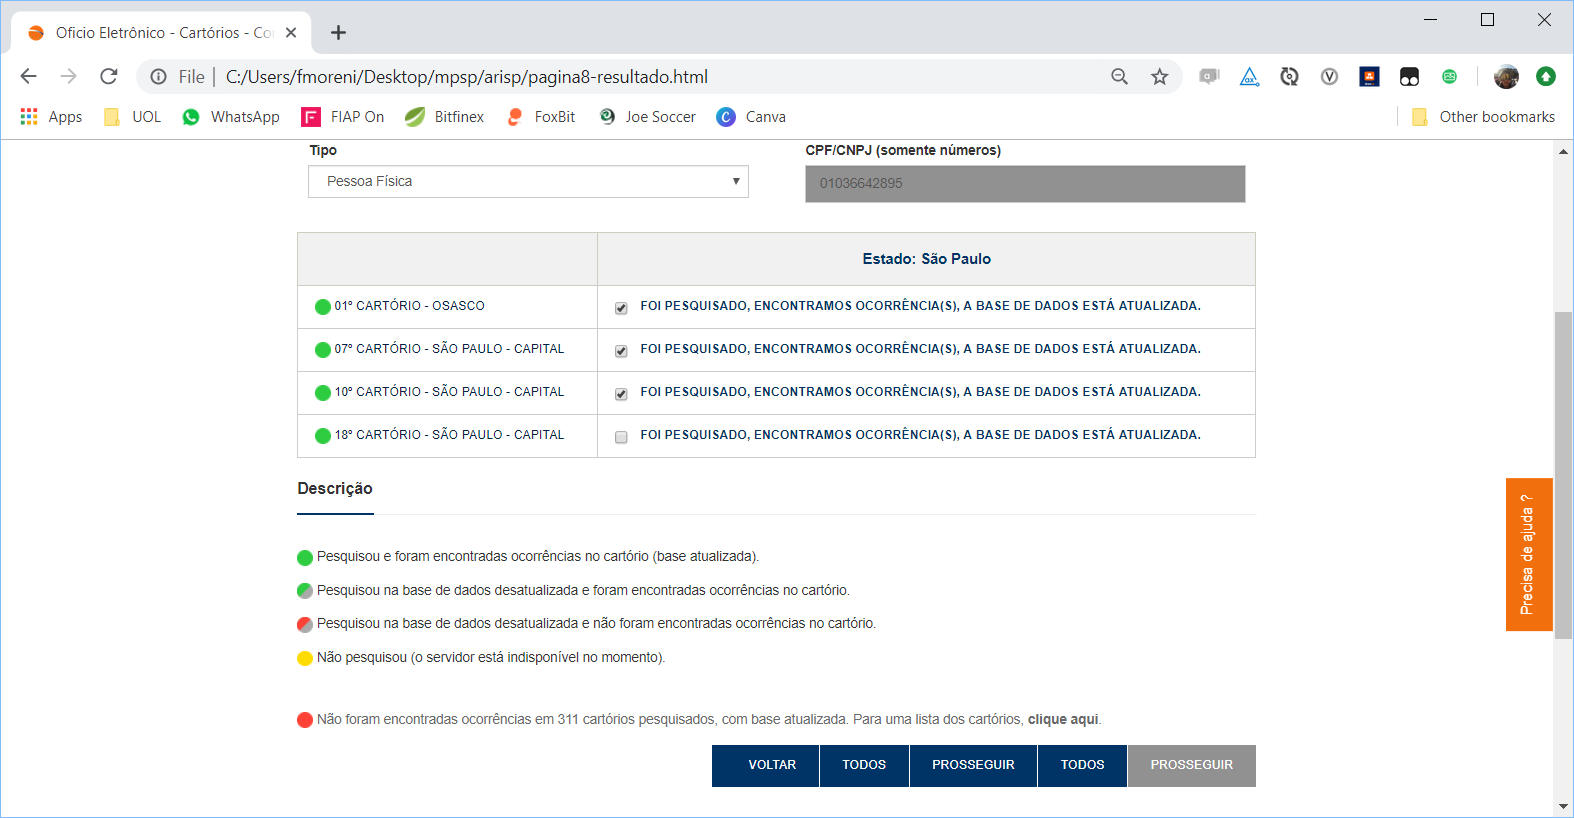 Oficio Eletrônico - Cartórios - Co
File
C:/Users/fmoreni/Desktop/mpsp/arisp/pagina8-resultado.html
Apps
UOL
WhatsApp
FIAP On
Bitfinex
FoxBit
Joe Soccer
Canva
Other bookmarks
Tipo
CPF/CNPJ (somente números)
Pessoa Física
01036642895
Estado: São Paulo
01º CARTÓRIO - OSASCO
FOI PESQUISADO, ENCONTRAMOS OCORRÊNCIA(S), A BASE DE DADOS ESTÁ ATUALIZADA.
07º CARTÓRIO - SÃO PAULO - CAPITAL
FOI PESQUISADO, ENCONTRAMOS OCORRÊNCIA(S), A BASE DE DADOS ESTÁ ATUALIZADA.
10º CARTÓRIO - SÃO PAULO - CAPITAL
FOI PESQUISADO, ENCONTRAMOS OCORRÊNCIA(S), A BASE DE DADOS ESTÁ ATUALIZADA.
18º CARTÓRIO - SÃO PAULO - CAPITAL
FOI PESQUISADO, ENCONTRAMOS OCORRÊNCIA(S), A BASE DE DADOS ESTÁ ATUALIZADA.
Descrição
Pesquisou e foram encontradas ocorrências no cartório (base atualizada).
Pesquisou na base de dados desatualizada e foram encontradas ocorrências no cartório.
Pesquisou na base de dados desatualizada e não foram encontradas ocorrências no cartório.
Não pesquisou (o servidor está indisponível no momento).
Precisa de ajuda ?
Não foram encontradas ocorrências em 311 cartórios pesquisados, com base atualizada. Para uma lista dos cartórios, clique aqui.
VOLTAR
TODOS
PROSSEGUIR
TODOS
PROSSEGUIR